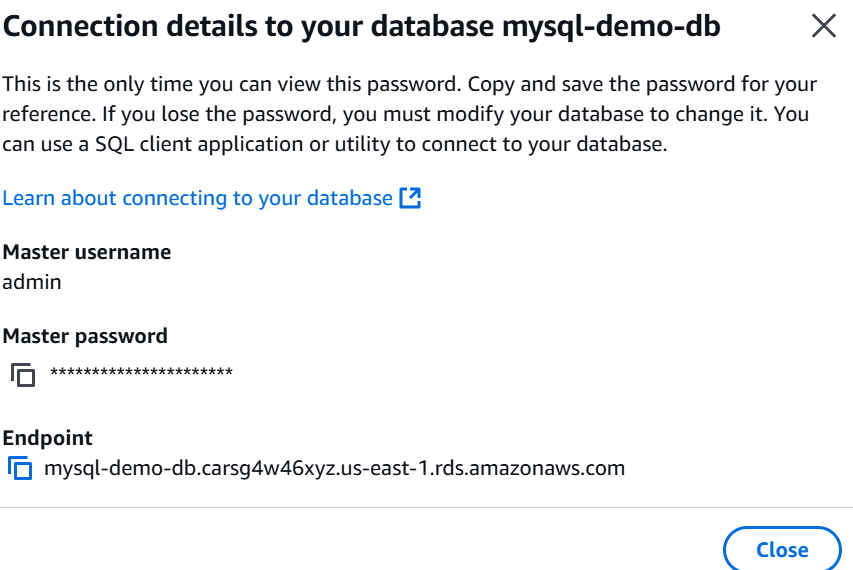 Connection details to your database mysql-demo-db
This is the only time you can view this password. Copy and save the password for your
reference. If you lose the password, you must modify your database to change it. You
can use a SQL client application or utility to connect to your database.
Learn about connecting to your database
Master username
admin
Master password
**********************
Endpoint
mysql-demo-db.carsg4w46xyz.us-east-1.rds.amazonaws.com
Close